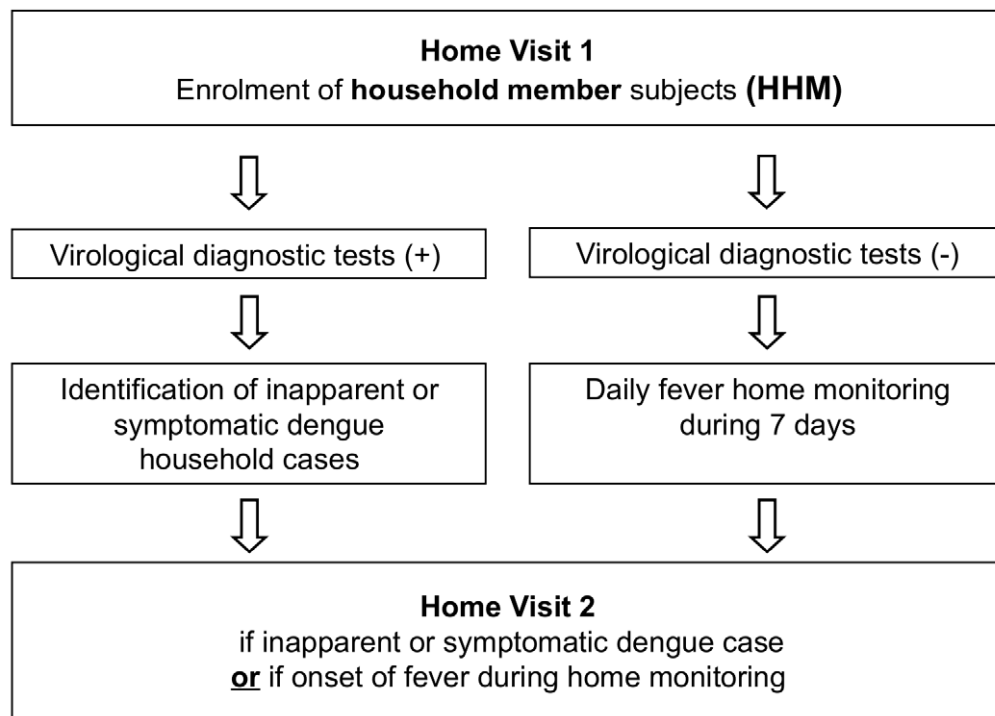 Home Visit 1
Enrolment of household member subjects (HHM)
Virological diagnostic tests (+)
Virological diagnostic tests (-)
Identification of inapparent or
symptomatic dengue
household cases
Daily fever home monitoring
during 7 days
Home Visit 2
if inapparent or symptomatic dengue case
or if onset of fever during home monitoring